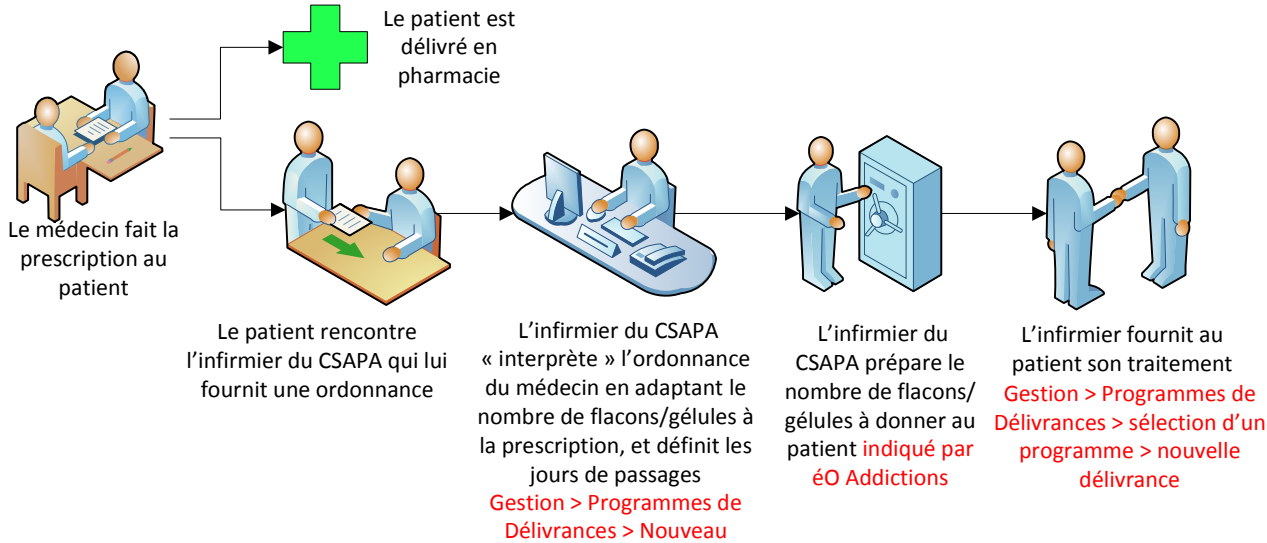 Le patient est
délivré en
pharmacie
Le médecin fait la
prescription au
patient
Le patient rencontre
l’infirmier du CSAPA qui lui
fournit une ordonnance
L’infirmier du CSAPA
« interprète » l’ordonnance
du médecin en adaptant le
nombre de flacons/gélules à
la prescription, et définit les
jours de passages
Gestion > Programmes de
Délivrances > Nouveau
L’infirmier du
CSAPA prépare le
nombre de flacons/
gélules à donner au
patient indiqué par
éO Addictions
L’infirmier fournit au
patient son traitement
Gestion > Programmes de
Délivrances > sélection d’un
programme > nouvelle
délivrance